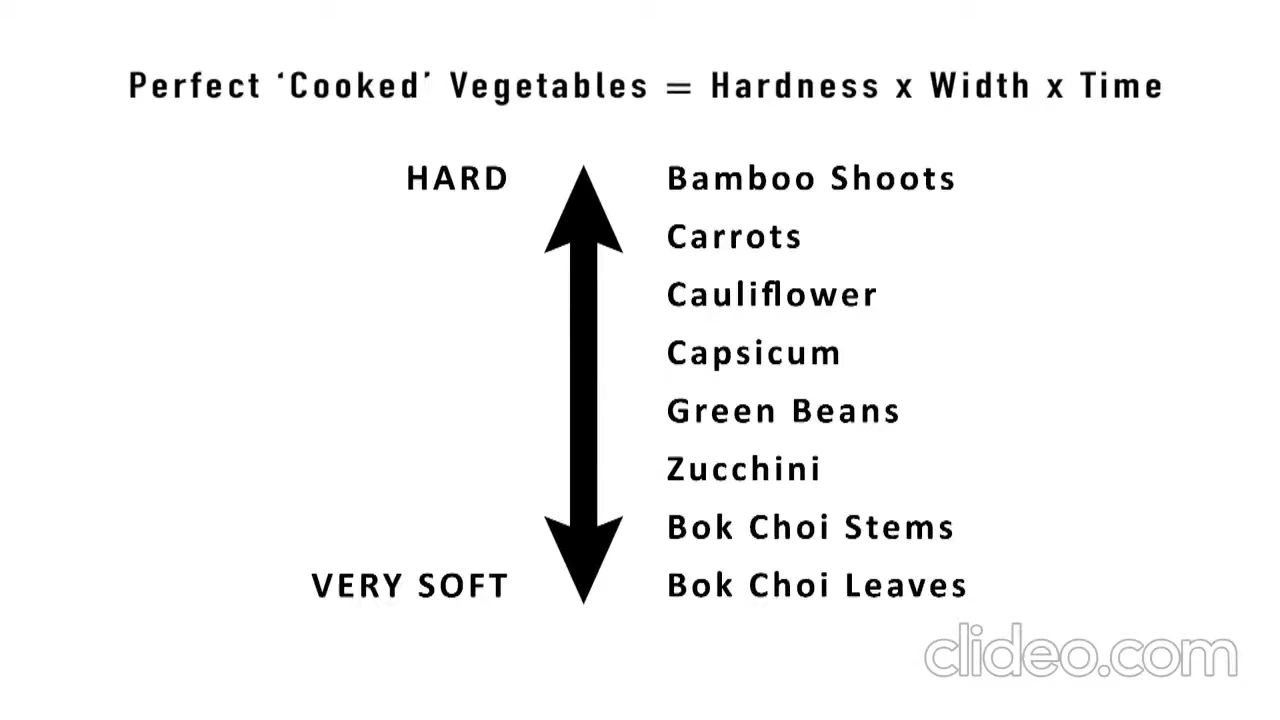 Perfect ‘Cooked’ Vegetables = Hardness x Width x Time
HARD
Bamboo Shoots
Carrots
Cauliflower
Capsicum
Green Beans
Zucchini
Bok Choi Stems
VERY SOFT
Bok Choi Leaves
clideo.com